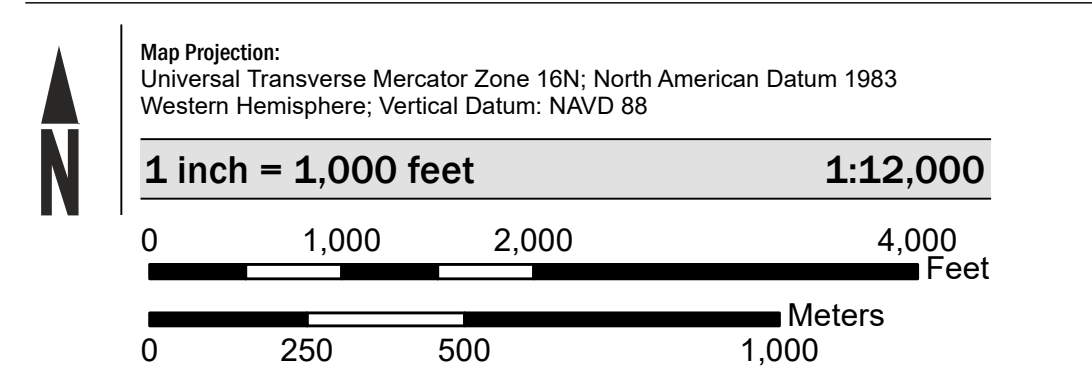 N
Map Projection:
Universal Transverse Mercator Zone 16N; North American Datum 1983
Western Hemisphere; Vertical Datum: NAVD 88
1 inch = 1,000 feet 1:12,000
0 1,000 2,000 4,000
Feet
Meters
0 250 500 1,000